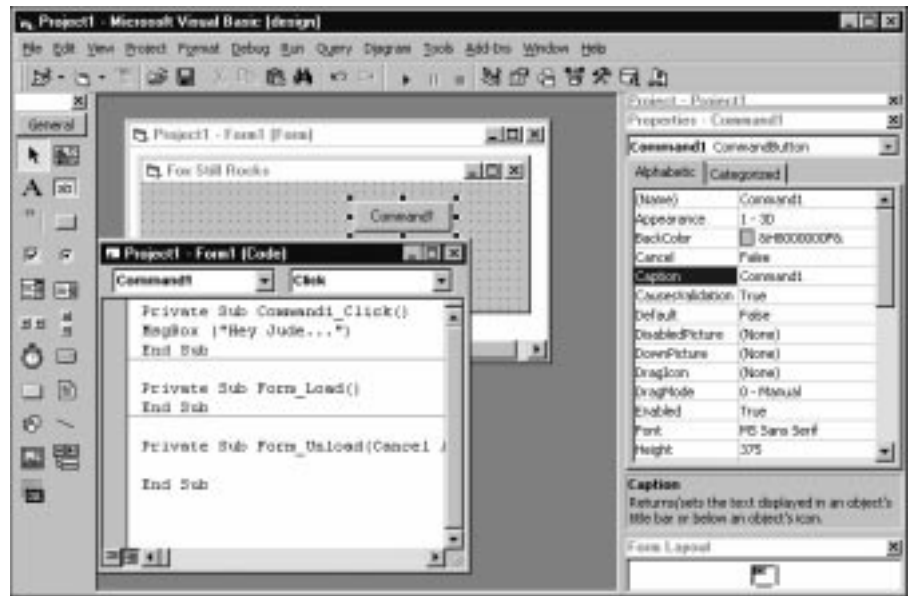 Project1 - Microsoft Visual Basic [design]
File Edit View Project Format Debug Run Query Diagram Tools Add-Ins Window Help
General
A ab
Project1 - Form1 (Form)
Fox Still Rocks
Command1
Project1 - Form1 (Code)
Command1 Click
Private Sub Command1_Click()
MsgBox ("Hey Jude...")
End Sub
Private Sub Form_Load()
End Sub
Private Sub Form_Unload(Cancel
End Sub
Project - Project1
Properties - Command1
Command1 CommandButton
Alphabetic Categorized
(Name) Command1
Appearance 1 - 3D
BackColor &H8000000F&
Cancel False
Caption Command1
CausesValidation True
Default False
DisabledPicture (None)
DownPicture (None)
DragIcon (None)
DragMode 0 - Manual
Enabled True
Font MS Sans Serif
Height 375
Caption
Returns/sets the text displayed in an object's
title bar or below an object's icon.
Form Layout